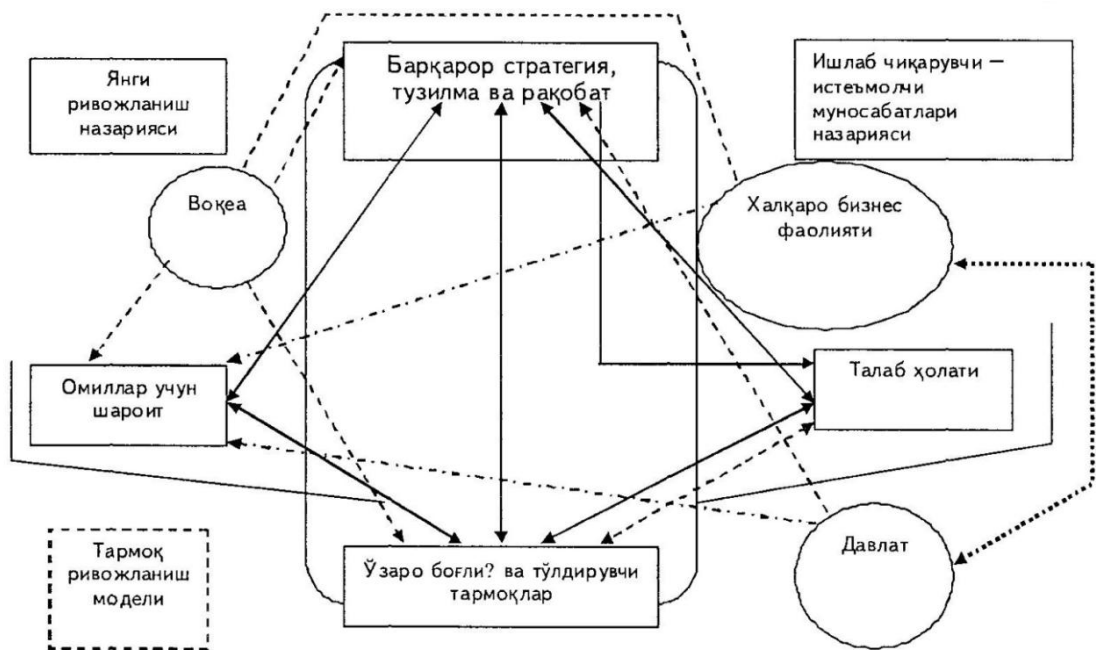 Янги
ривожланиш
назарияси
Барқарор стратегия,
тузилма ва рақобат
Ишлаб чиқарувчи –
истеъмолчи
муносабатлари
назарияси
Воқеа
Халқаро бизнес
фаолияти
Омиллар учун
шароит
Талаб ҳолати
Тармоқ
ривожланиш
модели
Ўзаро боғли? ва тўлдирувчи
тармоқлар
Давлат